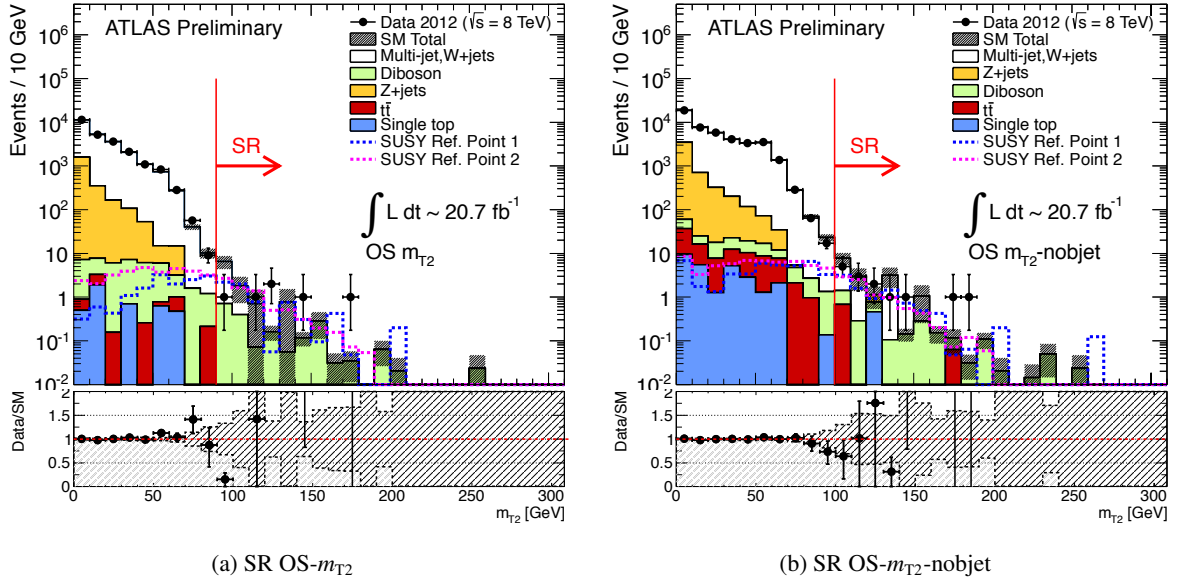 ATLAS Preliminary
Data 2012 (√s = 8 TeV)
SM Total
Multi-jet,W+jets
Diboson
Z+jets
tt̄
Single top
SUSY Ref. Point 1
SUSY Ref. Point 2
SR
∫ L dt ~ 20.7 fb⁻¹
OS mT2
Events / 10 GeV
10⁶
10⁵
10⁴
10³
10²
10
1
10⁻¹
10⁻²
Data/SM
2
1.5
1
0.5
0
0 50 100 150 200 250 300
mT2 [GeV]
(a) SR OS-mT2
ATLAS Preliminary
Data 2012 (√s = 8 TeV)
SM Total
Multi-jet,W+jets
Z+jets
Diboson
tt̄
Single top
SUSY Ref. Point 1
SUSY Ref. Point 2
SR
∫ L dt ~ 20.7 fb⁻¹
OS mT2-nobjet
Events / 10 GeV
10⁶
10⁵
10⁴
10³
10²
10
1
10⁻¹
10⁻²
Data/SM
2
1.5
1
0.5
0
0 50 100 150 200 250 300
mT2 [GeV]
(b) SR OS-mT2-nobjet